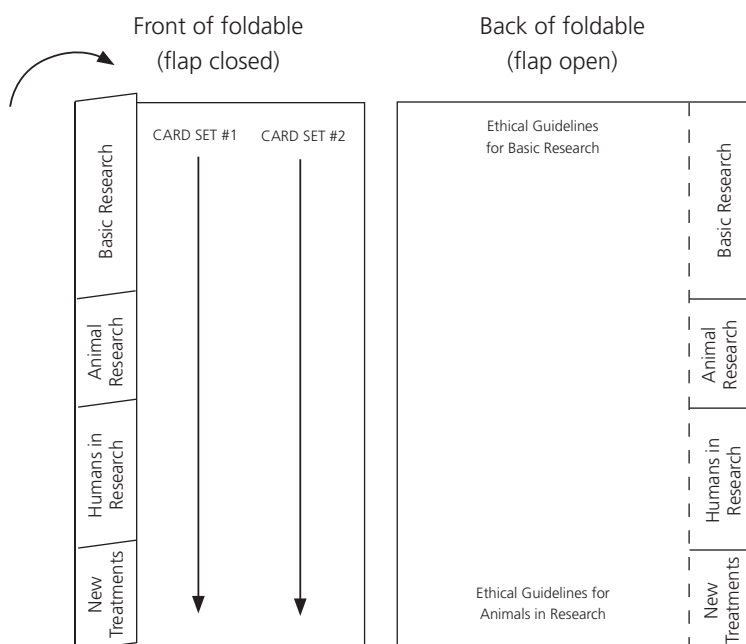 Front of foldable
(flap closed)
CARD SET #1
CARD SET #2
Basic Research
Animal
Research
Humans in
Research
New
Treatments
Back of foldable
(flap open)
Ethical Guidelines
for Basic Research
Basic Research
Animal
Research
Humans in
Research
Ethical Guidelines for
Animals in Research
New
Treatments